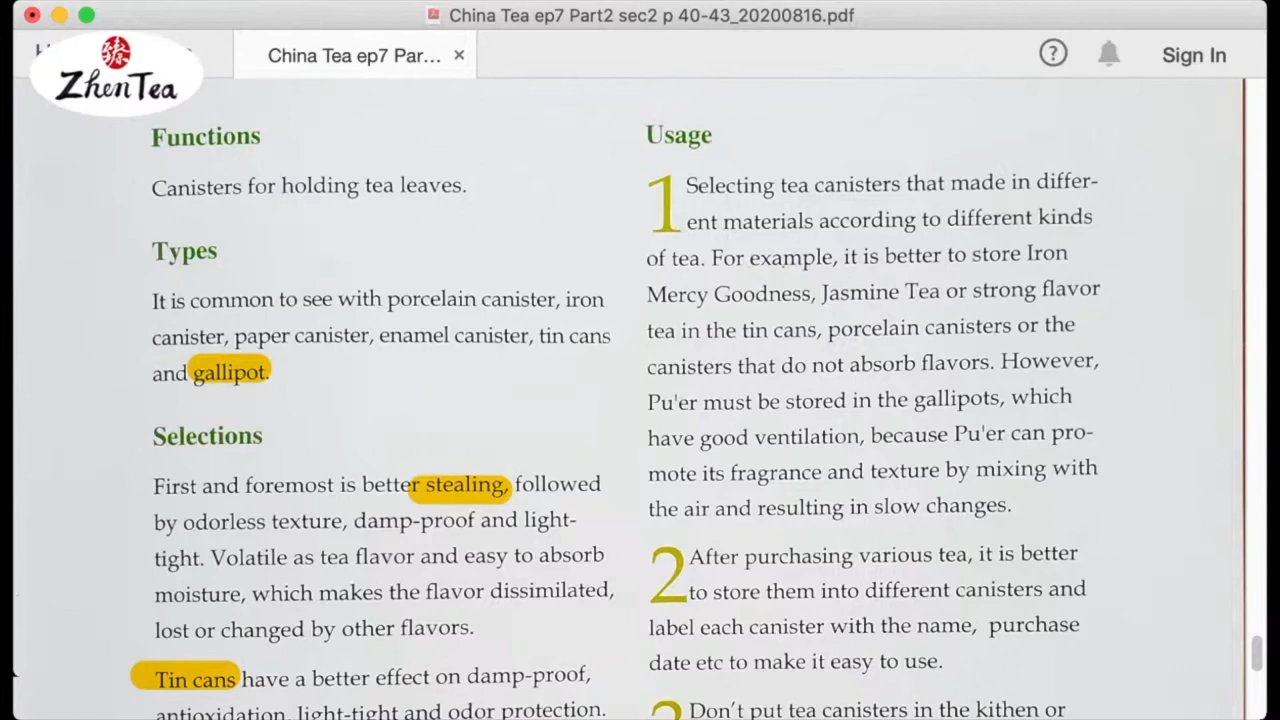 China Tea ep7 Part2 sec2 p 40-43_20200816.pdf
China Tea ep7 Par... ×
? Sign In
臻
ZhenTea
Functions
Canisters for holding tea leaves.
Types
It is common to see with porcelain canister, iron
canister, paper canister, enamel canister, tin cans
and gallipot.
Selections
First and foremost is better stealing, followed
by odorless texture, damp-proof and light-
tight. Volatile as tea flavor and easy to absorb
moisture, which makes the flavor dissimilated,
lost or changed by other flavors.
Tin cans have a better effect on damp-proof,
antioxidation, light-tight and odor protection.
Usage
1 Selecting tea canisters that made in differ-
ent materials according to different kinds
of tea. For example, it is better to store Iron
Mercy Goodness, Jasmine Tea or strong flavor
tea in the tin cans, porcelain canisters or the
canisters that do not absorb flavors. However,
Pu'er must be stored in the gallipots, which
have good ventilation, because Pu'er can pro-
mote its fragrance and texture by mixing with
the air and resulting in slow changes.
2 After purchasing various tea, it is better
to store them into different canisters and
label each canister with the name, purchase
date etc to make it easy to use.
3 Don't put tea canisters in the kithen or